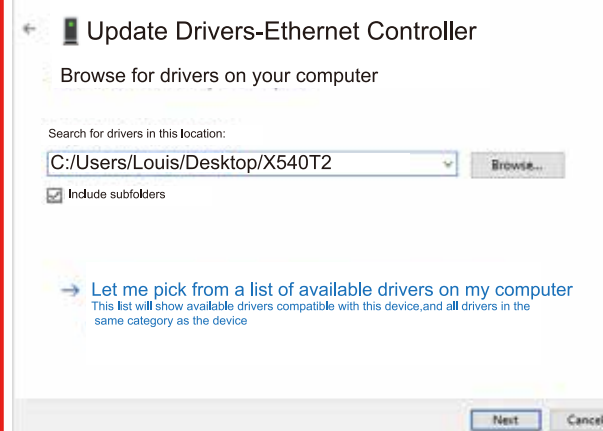 Update Drivers-Ethernet Controller
Browse for drivers on your computer
Search for drivers in this location:
C:/Users/Louis/Desktop/X540T2
Browse...
Include subfolders
Let me pick from a list of available drivers on my computer
This list will show available drivers compatible with this device,and all drivers in the
same category as the device
Next
Cancel